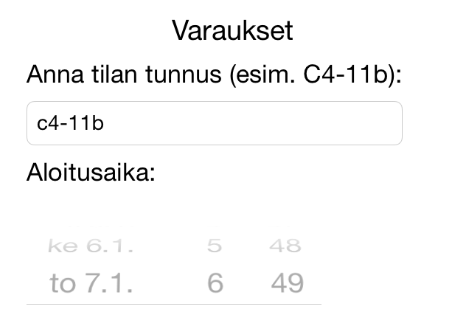 Varaukset
Anna tilan tunnus (esim. C4-11b):
c4-11b
Aloitusaika:
ke 6.1. 5 48
to 7.1. 6 49